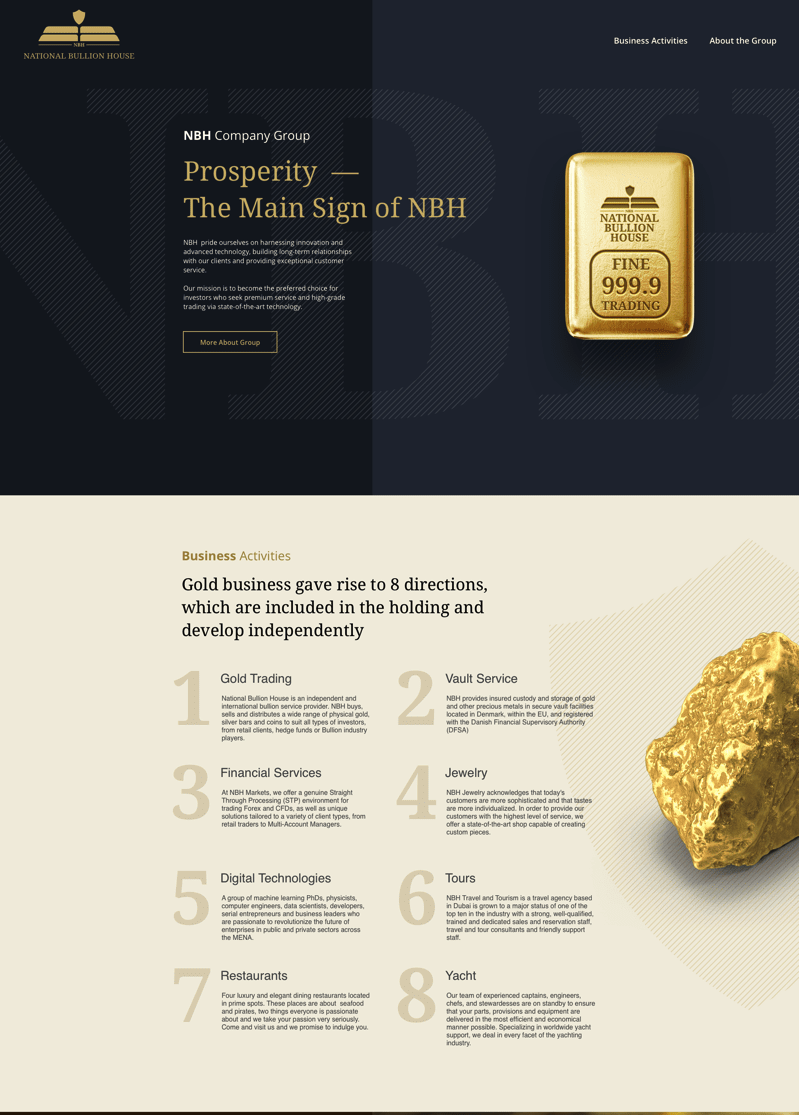 NBH
NATIONAL BULLION HOUSE
Business Activities
About the Group
NBH
NBH Company Group
Prosperity —
The Main Sign of NBH
NBH pride ourselves on harnessing innovation and
advanced technology, building long-term relationships
with our clients and providing exceptional customer
service.
Our mission is to become the preferred choice for
investors who seek premium service and high-grade
trading via state-of-the-art technology.
More About Group
NBH
NATIONAL
BULLION
HOUSE
FINE
999.9
TRADING
Business Activities
Gold business gave rise to 8 directions,
which are included in the holding and
develop independently
1
Gold Trading
National Bullion House is an independent and
international bullion service provider. NBH buys,
sells and distributes a wide range of physical gold,
silver bars and coins to suit all types of investors,
from retail clients, hedge funds or Bullion industry
players.
2
Vault Service
NBH provides insured custody and storage of gold
and other precious metals in secure vault facilities
located in Denmark, within the EU, and registered
with the Danish Financial Supervisory Authority
(DFSA)
3
Financial Services
At NBH Markets, we offer a genuine Straight
Through Processing (STP) environment for
trading Forex and CFDs, as well as unique
solutions tailored to a variety of client types, from
retail traders to Multi-Account Managers.
4
Jewelry
NBH Jewelry acknowledges that today's
customers are more sophisticated and that tastes
are more individualized. In order to provide our
customers with the highest level of service, we
offer a state-of-the-art shop capable of creating
custom pieces.
5
Digital Technologies
A group of machine learning PhDs, physicists,
computer engineers, data scientists, developers,
serial entrepreneurs and business leaders who
are passionate to revolutionize the future of
enterprises in public and private sectors across
the MENA.
6
Tours
NBH Travel and Tourism is a travel agency based
in Dubai is grown to a major status of one of the
top ten in the industry with a strong, well-qualified,
trained and dedicated sales and reservation staff,
travel and tour consultants and friendly support
staff.
7
Restaurants
Four luxury and elegant dining restaurants located
in prime spots. These places are about seafood
and pirates, two things everyone is passionate
about and we take your passion very seriously.
Come and visit us and we promise to indulge you.
8
Yacht
Our team of experienced captains, engineers,
chefs, and stewardesses are on standby to ensure
that your parts, provisions and equipment are
delivered in the most efficient and economical
manner possible. Specializing in worldwide yacht
support, we deal in every facet of the yachting
industry.